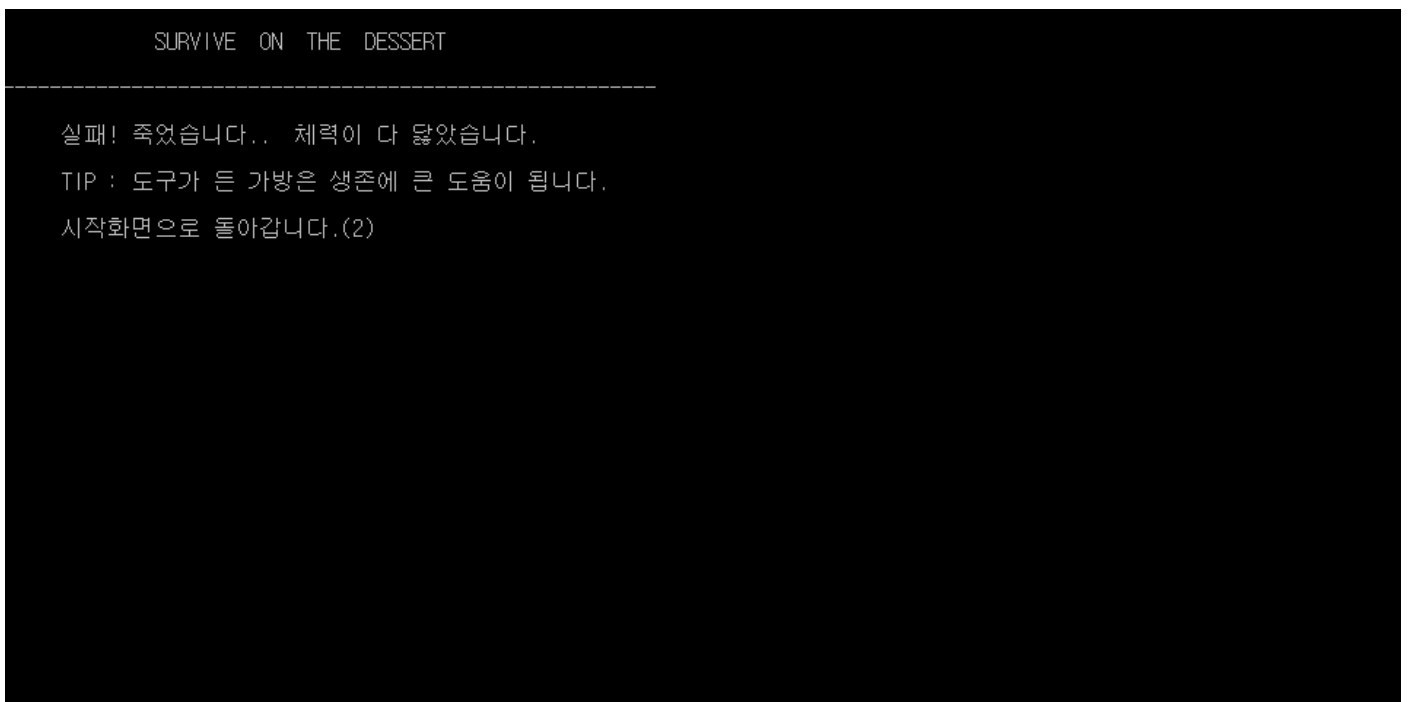 SURVIVE ON THE DESSERT
------------------------------------------------------
실패! 죽었습니다.. 체력이 다 닳았습니다.
TIP : 도구가 든 가방은 생존에 큰 도움이 됩니다.
시작화면으로 돌아갑니다.(2)